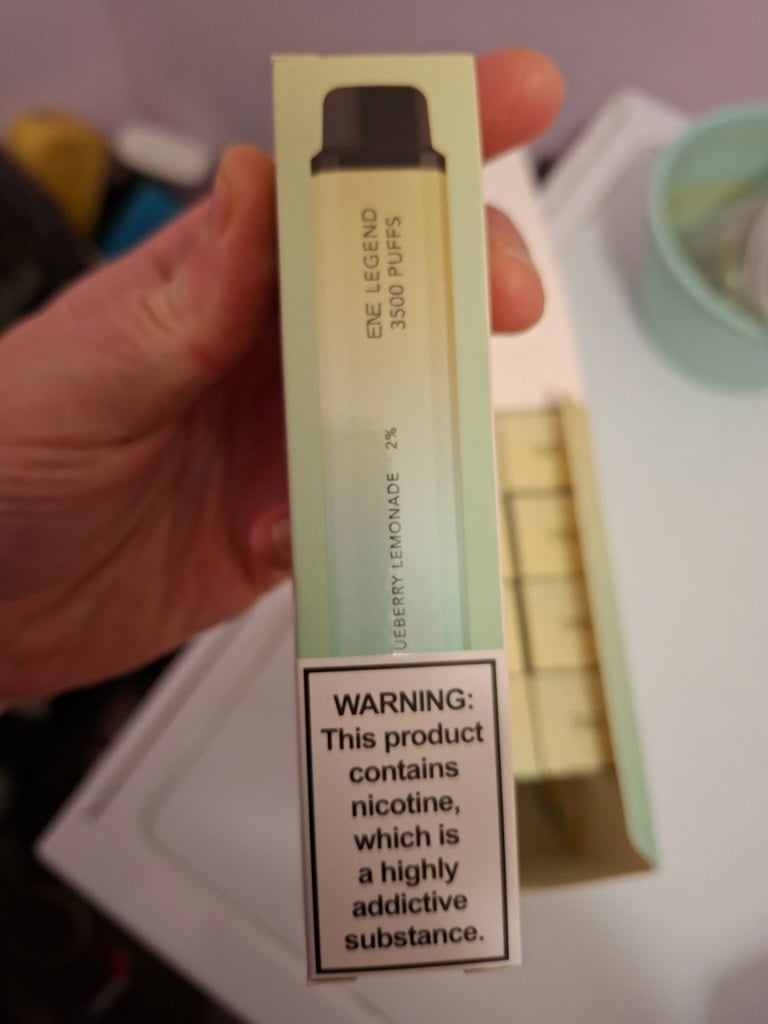 ENE LEGEND
3500 PUFFS
UEBERRY LEMONADE 2%
WARNING:
This product
contains
nicotine,
which is
a highly
addictive
substance.